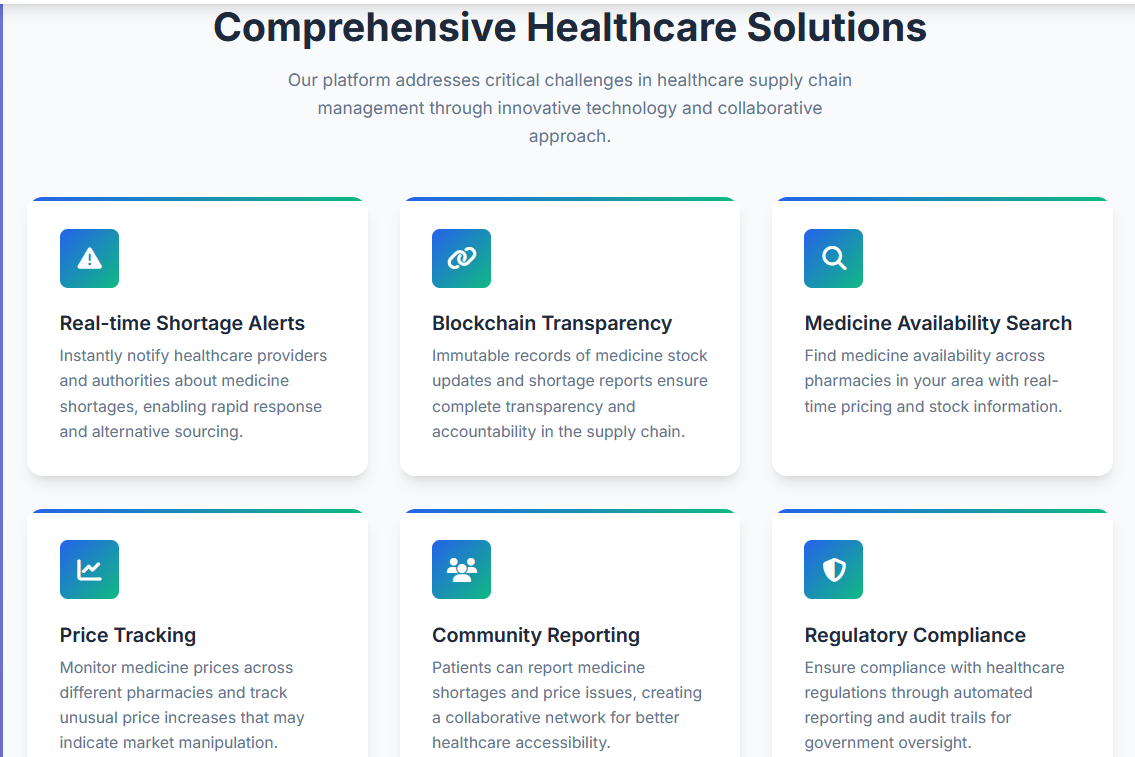 Comprehensive Healthcare Solutions
Our platform addresses critical challenges in healthcare supply chain
management through innovative technology and collaborative
approach.
Real-time Shortage Alerts
Instantly notify healthcare providers
and authorities about medicine
shortages, enabling rapid response
and alternative sourcing.
Blockchain Transparency
Immutable records of medicine stock
updates and shortage reports ensure
complete transparency and
accountability in the supply chain.
Medicine Availability Search
Find medicine availability across
pharmacies in your area with real-
time pricing and stock information.
Price Tracking
Monitor medicine prices across
different pharmacies and track
unusual price increases that may
indicate market manipulation.
Community Reporting
Patients can report medicine
shortages and price issues, creating
a collaborative network for better
healthcare accessibility.
Regulatory Compliance
Ensure compliance with healthcare
regulations through automated
reporting and audit trails for
government oversight.